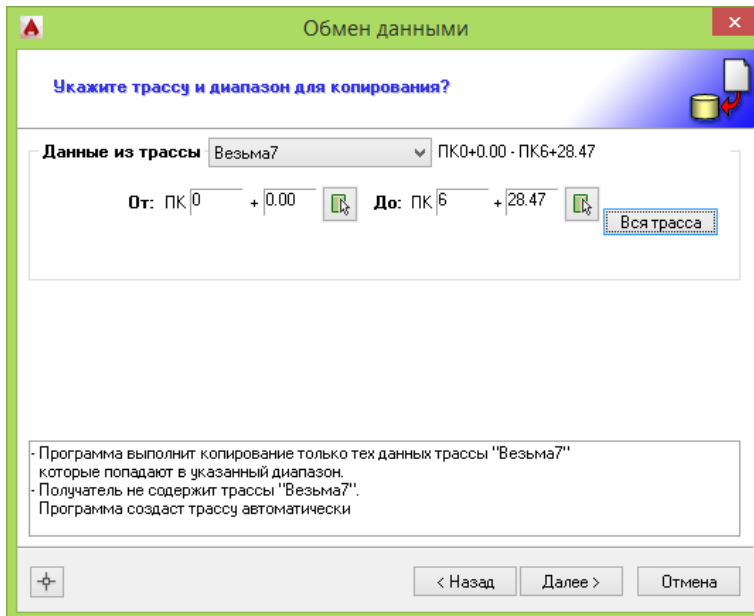 Обмен данными
Укажите трассу и диапазон для копирования?
Данные из трассы Везьма7 ПК0+0.00 - ПК6+28.47
От: ПК 0 + 0.00 До: ПК 6 + 28.47
Вся трасса
- Программа выполнит копирование только тех данных трассы "Везьма7"
которые попадают в указанный диапазон.
- Получатель не содержит трассы "Везьма7".
Программа создаст трассу автоматически
< Назад Далее > Отмена